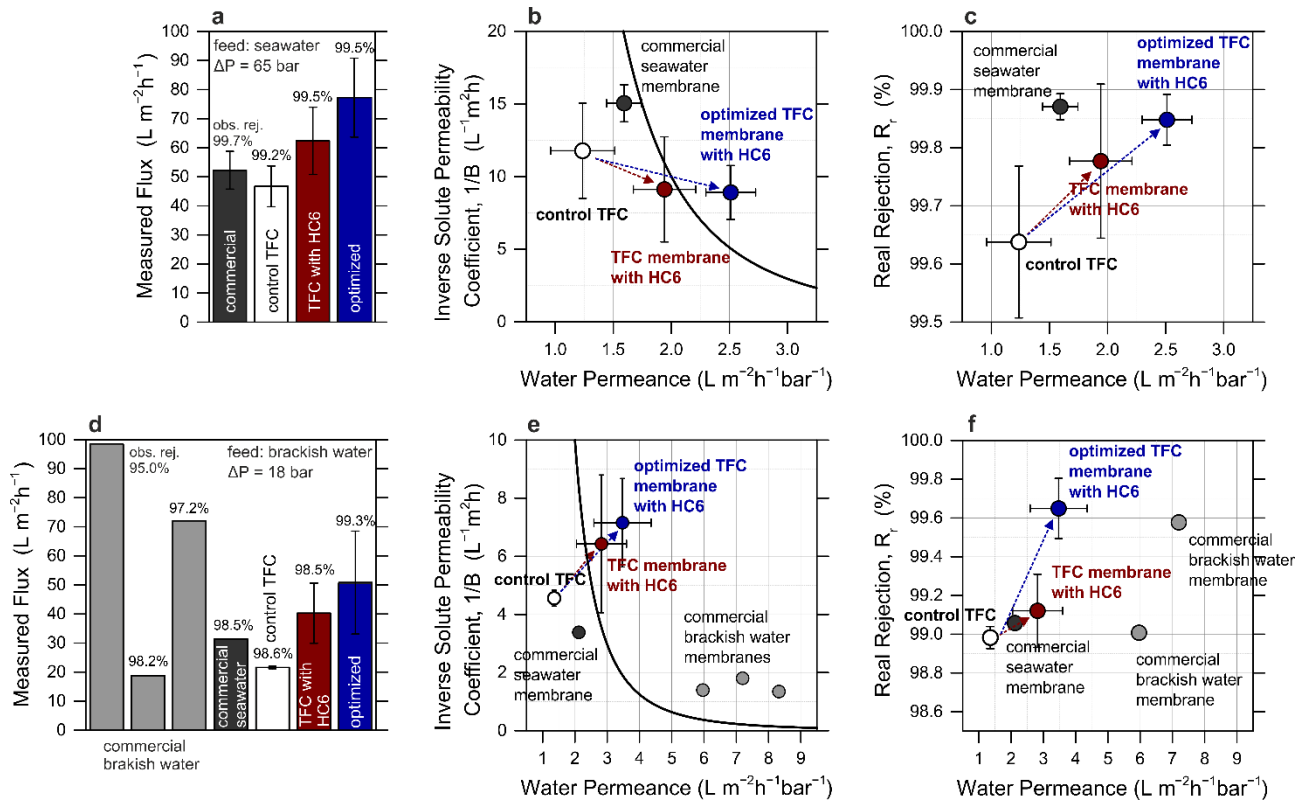 a
Measured Flux (L m⁻²h⁻¹)
100
90
80
70
60
50
40
30
20
10
0
feed: seawater
ΔP = 65 bar
obs. rej.
99.7%
99.2%
99.5%
99.5%
commercial
control TFC
TFC with HC6
optimized
b
Inverse Solute Permeability
Coefficient, 1/B (L⁻¹m²h)
20
15
10
5
0
commercial
seawater
membrane
optimized TFC
membrane
with HC6
control TFC
TFC membrane
with HC6
1.0
1.5
2.0
2.5
3.0
Water Permeance (L m⁻²h⁻¹bar⁻¹)
c
Real Rejection, Rᵣ (%)
100.0
99.9
99.8
99.7
99.6
99.5
commercial
seawater
membrane
optimized TFC
membrane
with HC6
TFC membrane
with HC6
control TFC
1.0
1.5
2.0
2.5
3.0
Water Permeance (L m⁻²h⁻¹bar⁻¹)
d
Measured Flux (L m⁻²h⁻¹)
100
90
80
70
60
50
40
30
20
10
0
obs. rej.
95.0%
feed: brackish water
ΔP = 18 bar
98.2%
97.2%
98.5%
98.6%
98.5%
99.3%
commercial
seawater
control TFC
TFC with
HC6
optimized
commercial
brakish water
e
Inverse Solute Permeability
Coefficient, 1/B (L⁻¹m²h)
10
8
6
4
2
0
optimized TFC
membrane
with HC6
control TFC
TFC membrane
with HC6
commercial
seawater
membrane
commercial
brackish water
membranes
1
2
3
4
5
6
7
8
9
Water Permeance (L m⁻²h⁻¹bar⁻¹)
f
Real Rejection, Rᵣ (%)
100.0
99.8
99.6
99.4
99.2
99.0
98.8
98.6
optimized TFC
membrane
with HC6
commercial
brackish water
membrane
TFC membrane
with HC6
control TFC
commercial
seawater
membrane
commercial
brackish water
membrane
1
2
3
4
5
6
7
8
9
Water Permeance (L m⁻²h⁻¹bar⁻¹)